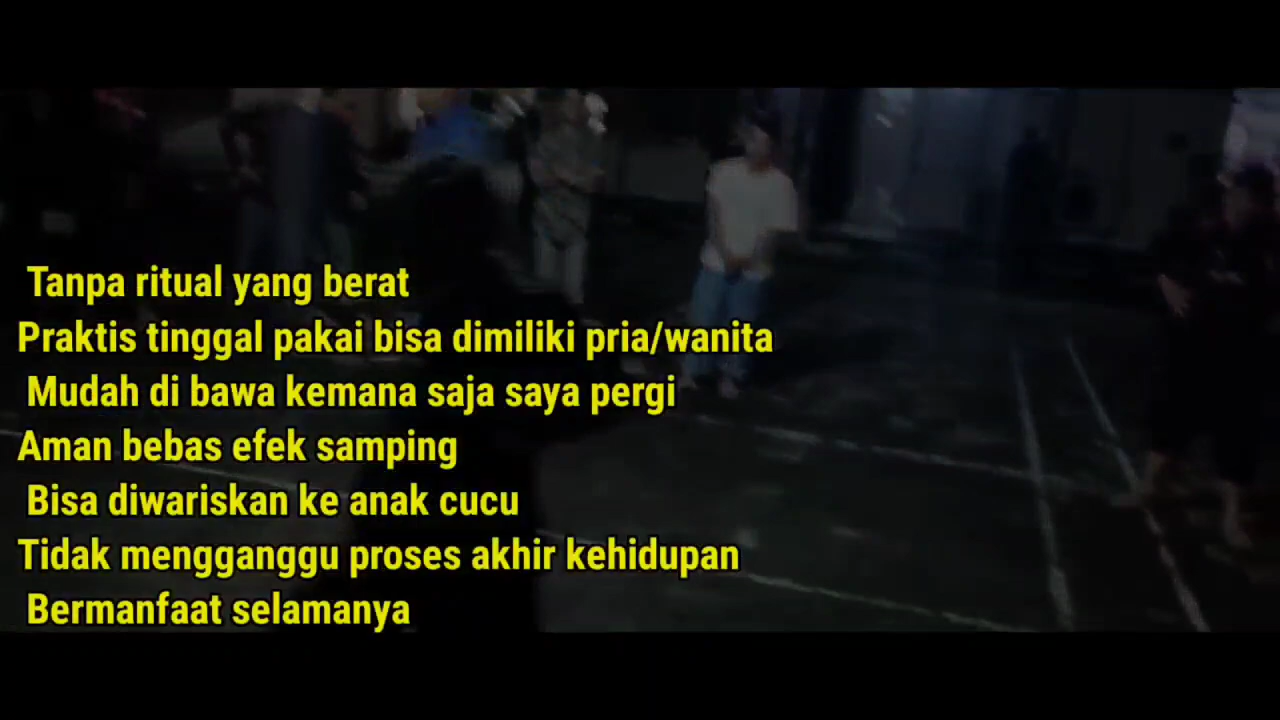 Tanpa ritual yang berat
Praktis tinggal pakai bisa dimiliki pria/wanita
Mudah di bawa kemana saja saya pergi
Aman bebas efek samping
Bisa diwariskan ke anak cucu
Tidak mengganggu proses akhir kehidupan
Bermanfaat selamanya